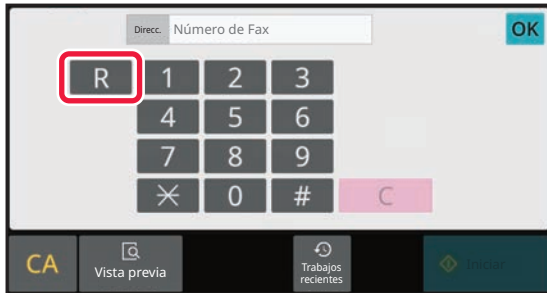 Direcc. Número de Fax OK
R 1 2 3
4 5 6
7 8 9
* 0 # C
CA Vista previa Trabajos recientes Iniciar